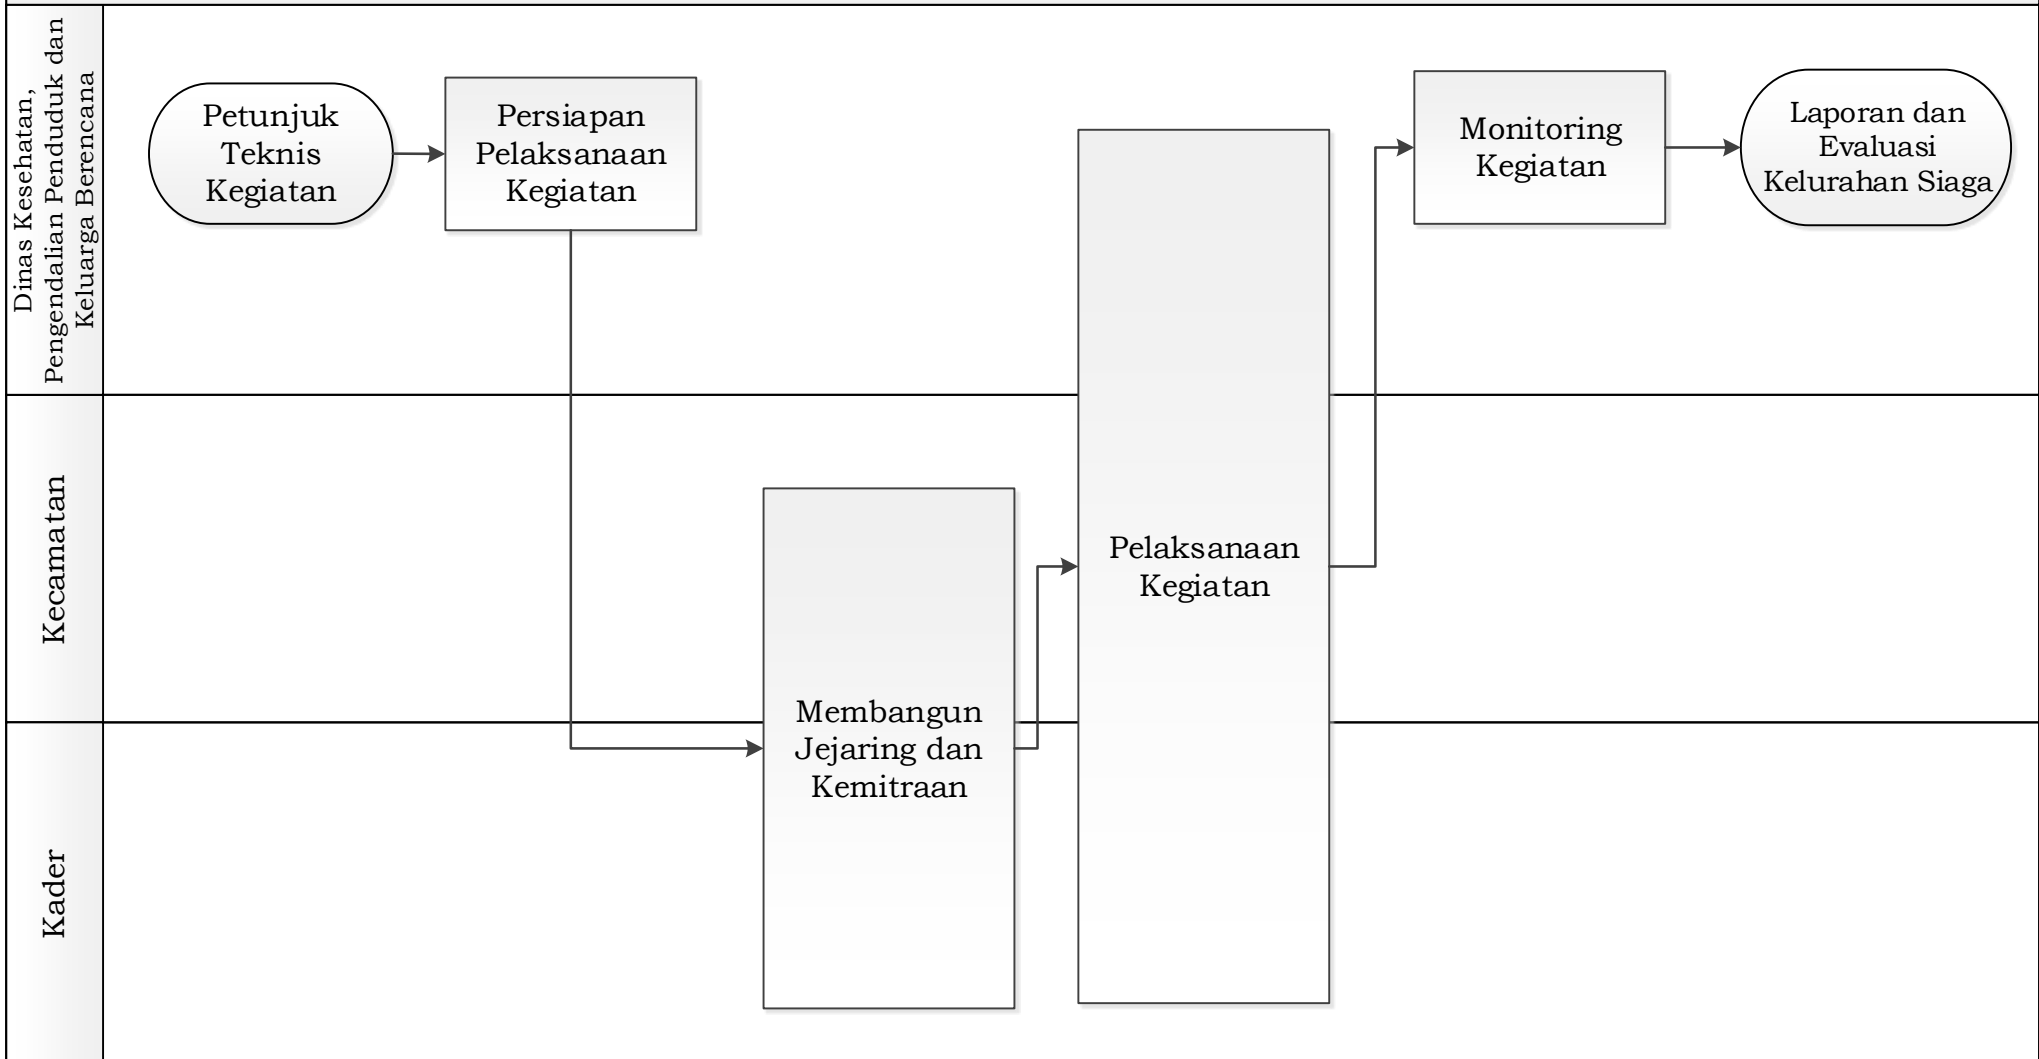 Dinas Kesehatan,
Pengendalian Penduduk dan
Keluarga Berencana
Petunjuk
Teknis
Kegiatan
Persiapan
Pelaksanaan
Kegiatan
Monitoring
Kegiatan
Laporan dan
Evaluasi
Kelurahan Siaga
Kecamatan
Pelaksanaan
Kegiatan
Membangun
Jejaring dan
Kemitraan
Kader